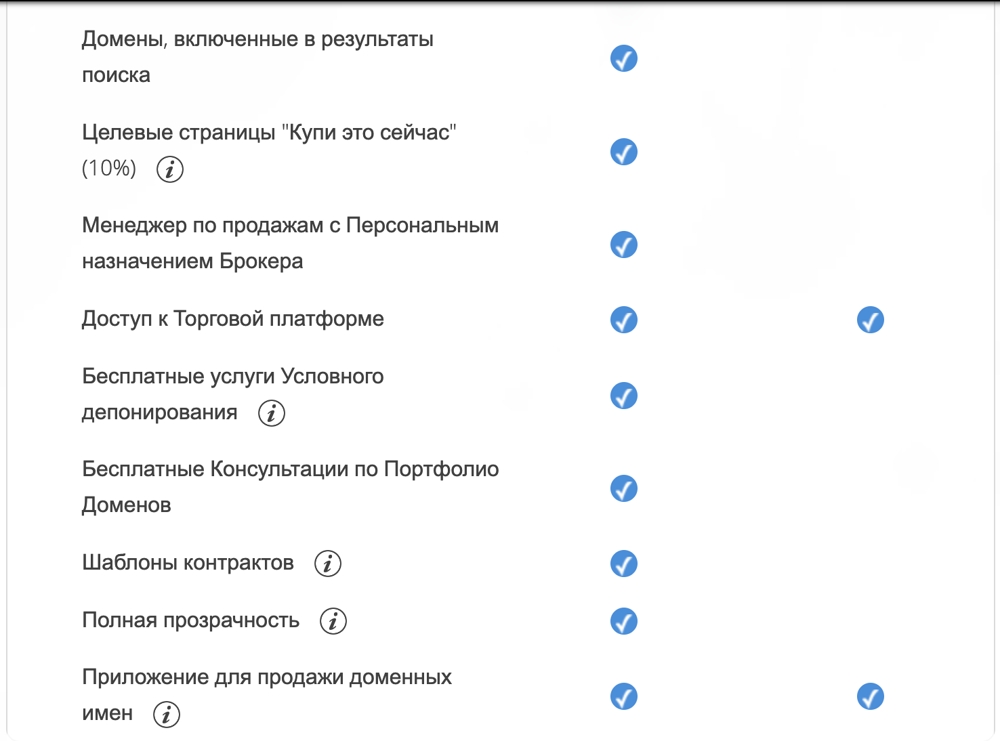 Домены, включенные в результаты
поиска
Целевые страницы "Купи это сейчас"
(10%) i
Менеджер по продажам с Персональным
назначением Брокера
Доступ к Торговой платформе
Бесплатные услуги Условного
депонирования i
Бесплатные Консультации по Портфолио
Доменов
Шаблоны контрактов i
Полная прозрачность i
Приложение для продажи доменных
имен i